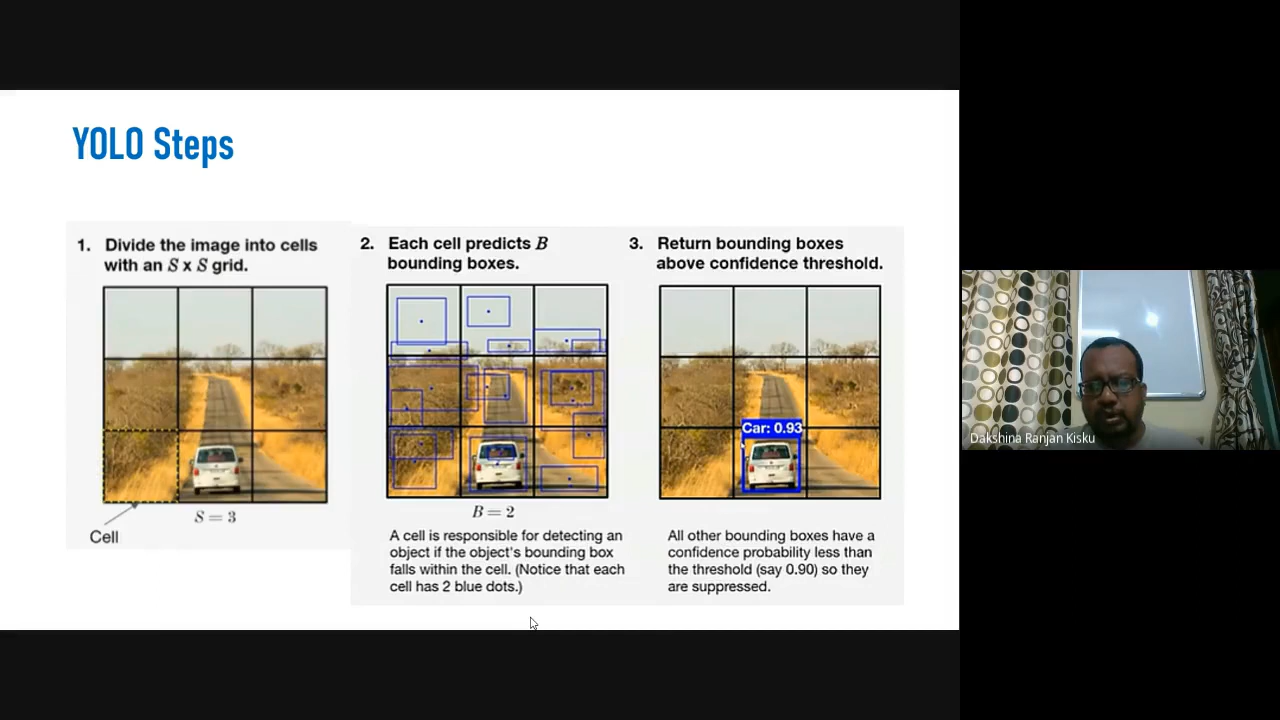 YOLO Steps
1. Divide the image into cells
with an S x S grid.
Cell
S = 3
2. Each cell predicts B
bounding boxes.
B = 2
A cell is responsible for detecting an
object if the object's bounding box
falls within the cell. (Notice that each
cell has 2 blue dots.)
3. Return bounding boxes
above confidence threshold.
Car: 0.93
All other bounding boxes have a
confidence probability less than
the threshold (say 0.90) so they
are suppressed.
Dakshina Ranjan Kisku